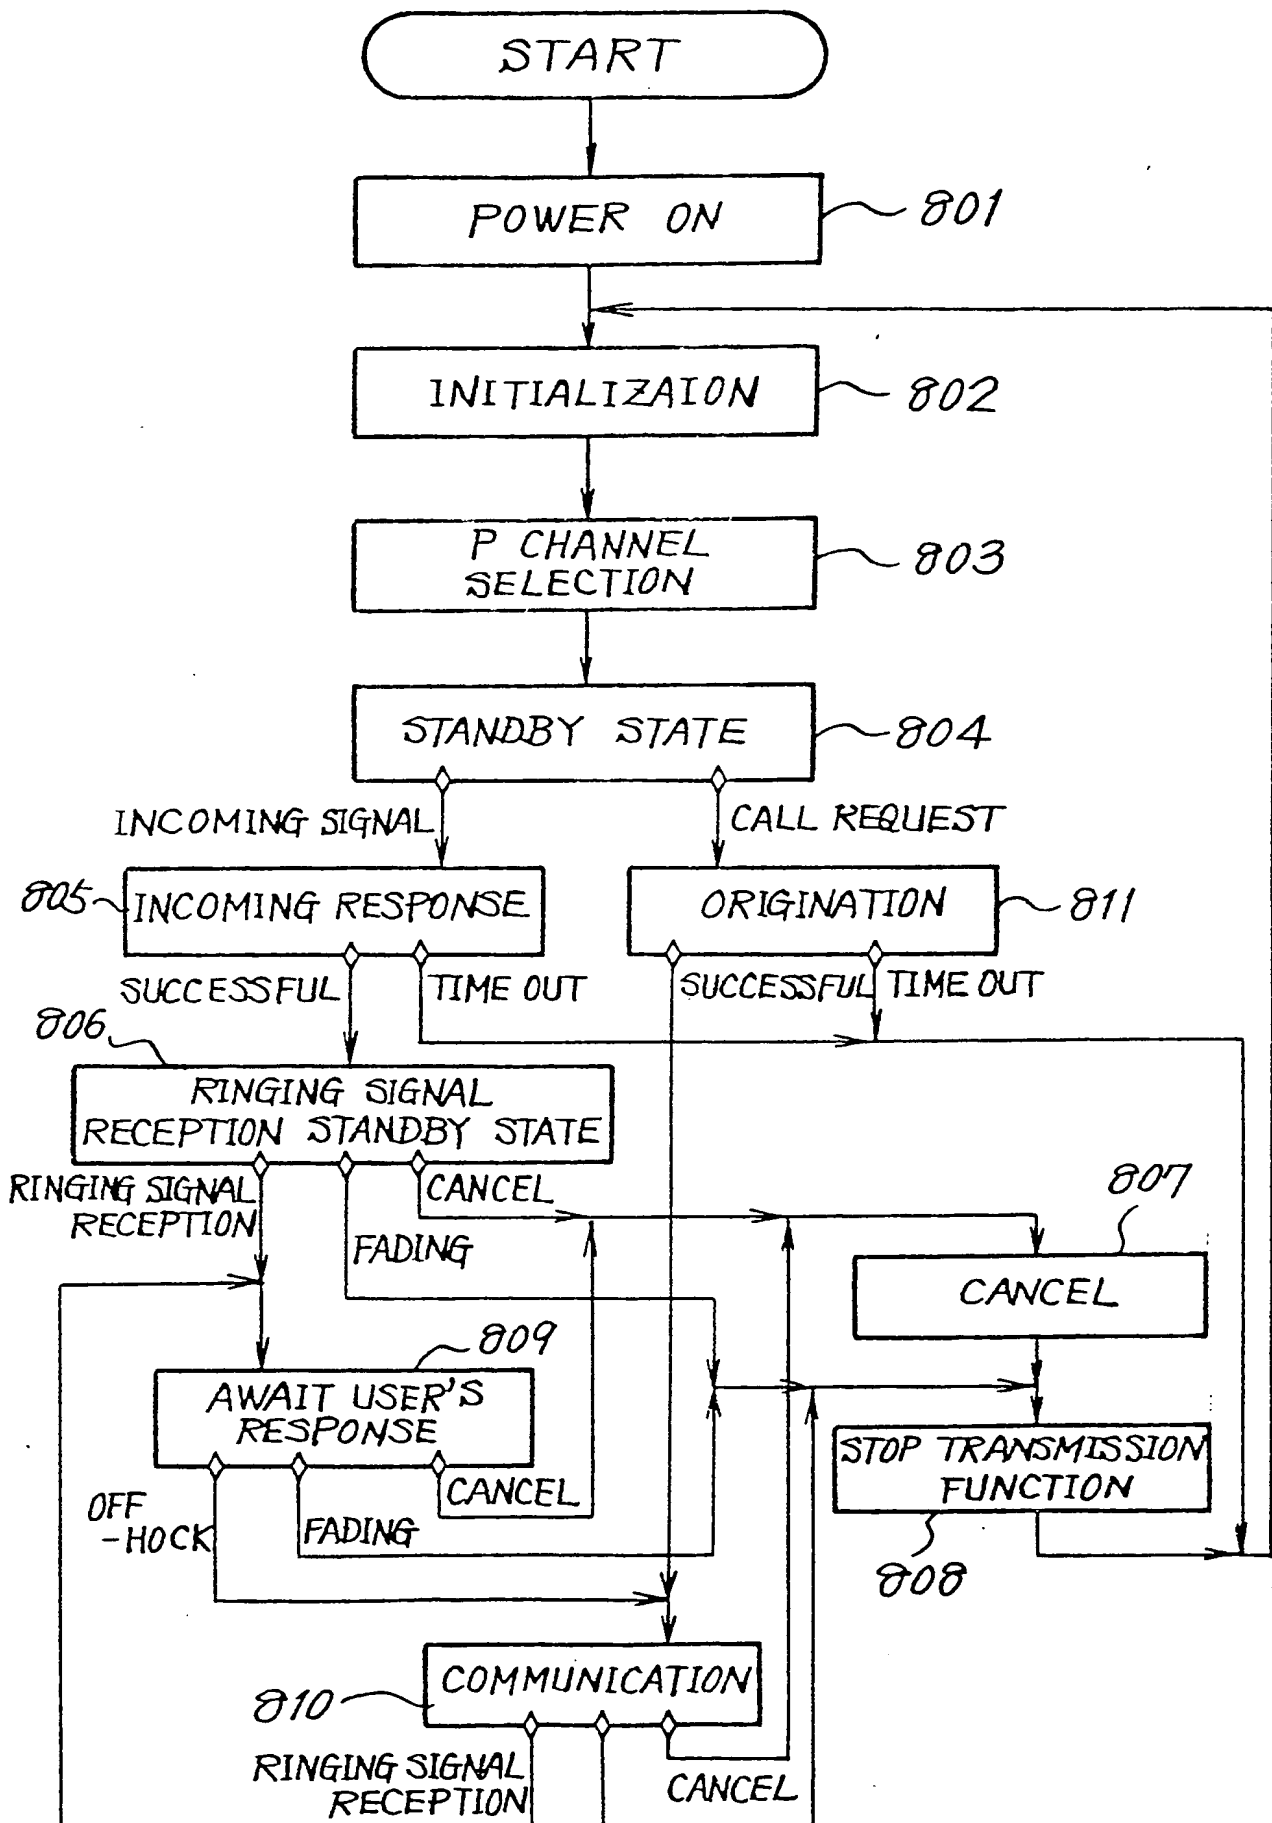 START
POWER ON
801
INITIALIZAION
802
P CHANNEL
SELECTION
803
STANDBY STATE
804
INCOMING SIGNAL
CALL REQUEST
805
INCOMING RESPONSE
ORIGINATION
811
SUCCESSFUL
TIME OUT
SUCCESSFUL
TIME OUT
806
RINGING SIGNAL
RECEPTION STANDBY STATE
RINGING SIGNAL
RECEPTION
FADING
CANCEL
807
CANCEL
809
AWAIT USER'S
RESPONSE
STOP TRANSMISSION
FUNCTION
808
OFF
-HOCK
FADING
CANCEL
COMMUNICATION
810
RINGING SIGNAL
RECEPTION
CANCEL